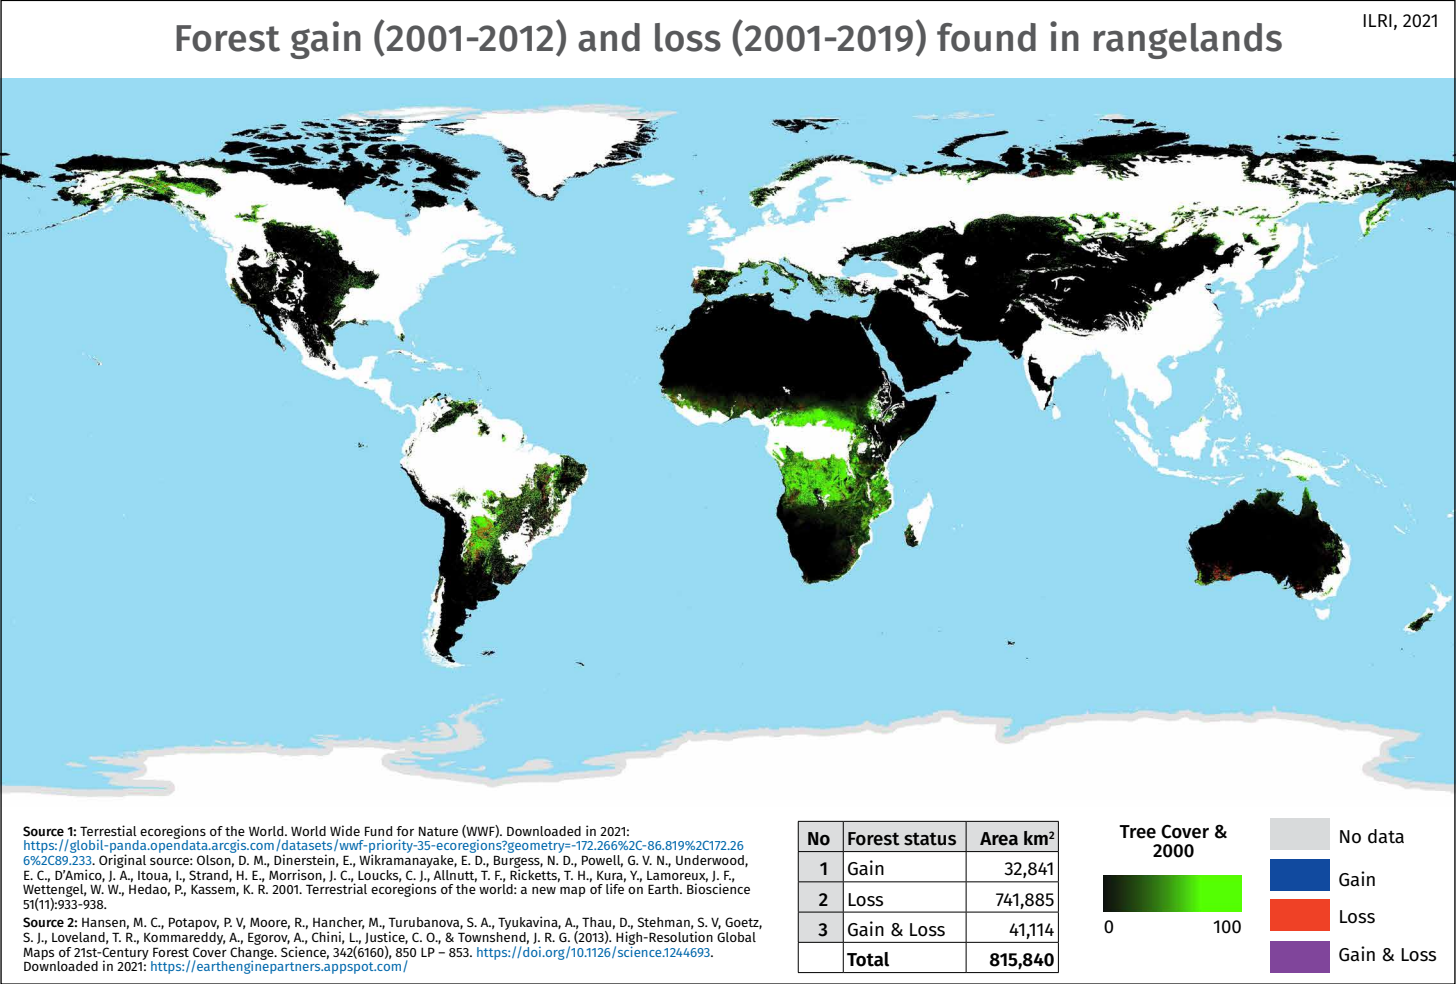 Forest gain (2001-2012) and loss (2001-2019) found in rangelands
ILRI, 2021
Source 1: Terrestial ecoregions of the World. World Wide Fund for Nature (WWF). Downloaded in 2021:
https://globil-panda.opendata.arcgis.com/datasets/wwf-priority-35-ecoregions?geometry=-172.266%2C-86.819%2C172.26
6%2C89.233. Original source: Olson, D. M., Dinerstein, E., Wikramanayake, E. D., Burgess, N. D., Powell, G. V. N., Underwood,
E. C., D'Amico, J. A., Itoua, I., Strand, H. E., Morrison, J. C., Loucks, C. J., Allnutt, T. F., Ricketts, T. H., Kura, Y., Lamoreux, J. F.,
Wettengel, W. W., Hedao, P., Kassem, K. R. 2001. Terrestrial ecoregions of the world: a new map of life on Earth. Bioscience
51(11):933-938.
Source 2: Hansen, M. C., Potapov, P. V, Moore, R., Hancher, M., Turubanova, S. A., Tyukavina, A., Thau, D., Stehman, S. V, Goetz,
S. J., Loveland, T. R., Kommareddy, A., Egorov, A., Chini, L., Justice, C. O., & Townshend, J. R. G. (2013). High-Resolution Global
Maps of 21st-Century Forest Cover Change. Science, 342(6160), 850 LP – 853. https://doi.org/10.1126/science.1244693.
Downloaded in 2021: https://earthenginepartners.appspot.com/
No Forest status Area km²
1 Gain 32,841
2 Loss 741,885
3 Gain & Loss 41,114
Total 815,840
Tree Cover &
2000
0 100
No data
Gain
Loss
Gain & Loss